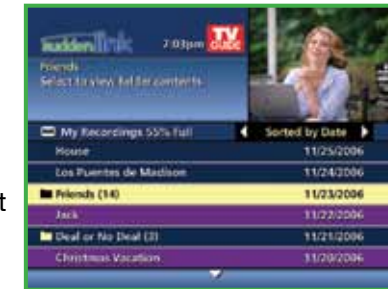 suddenlink 7:03pm TV GUIDE
Friends
Select to view folder contents.
My Recordings 55% Full Sorted by Date
House 11/25/2006
Los Puentes de Madison 11/24/2006
Friends (14) 11/23/2006
Jack 11/22/2006
Deal or No Deal (2) 11/21/2006
Christmas Vacation 11/20/2006
t